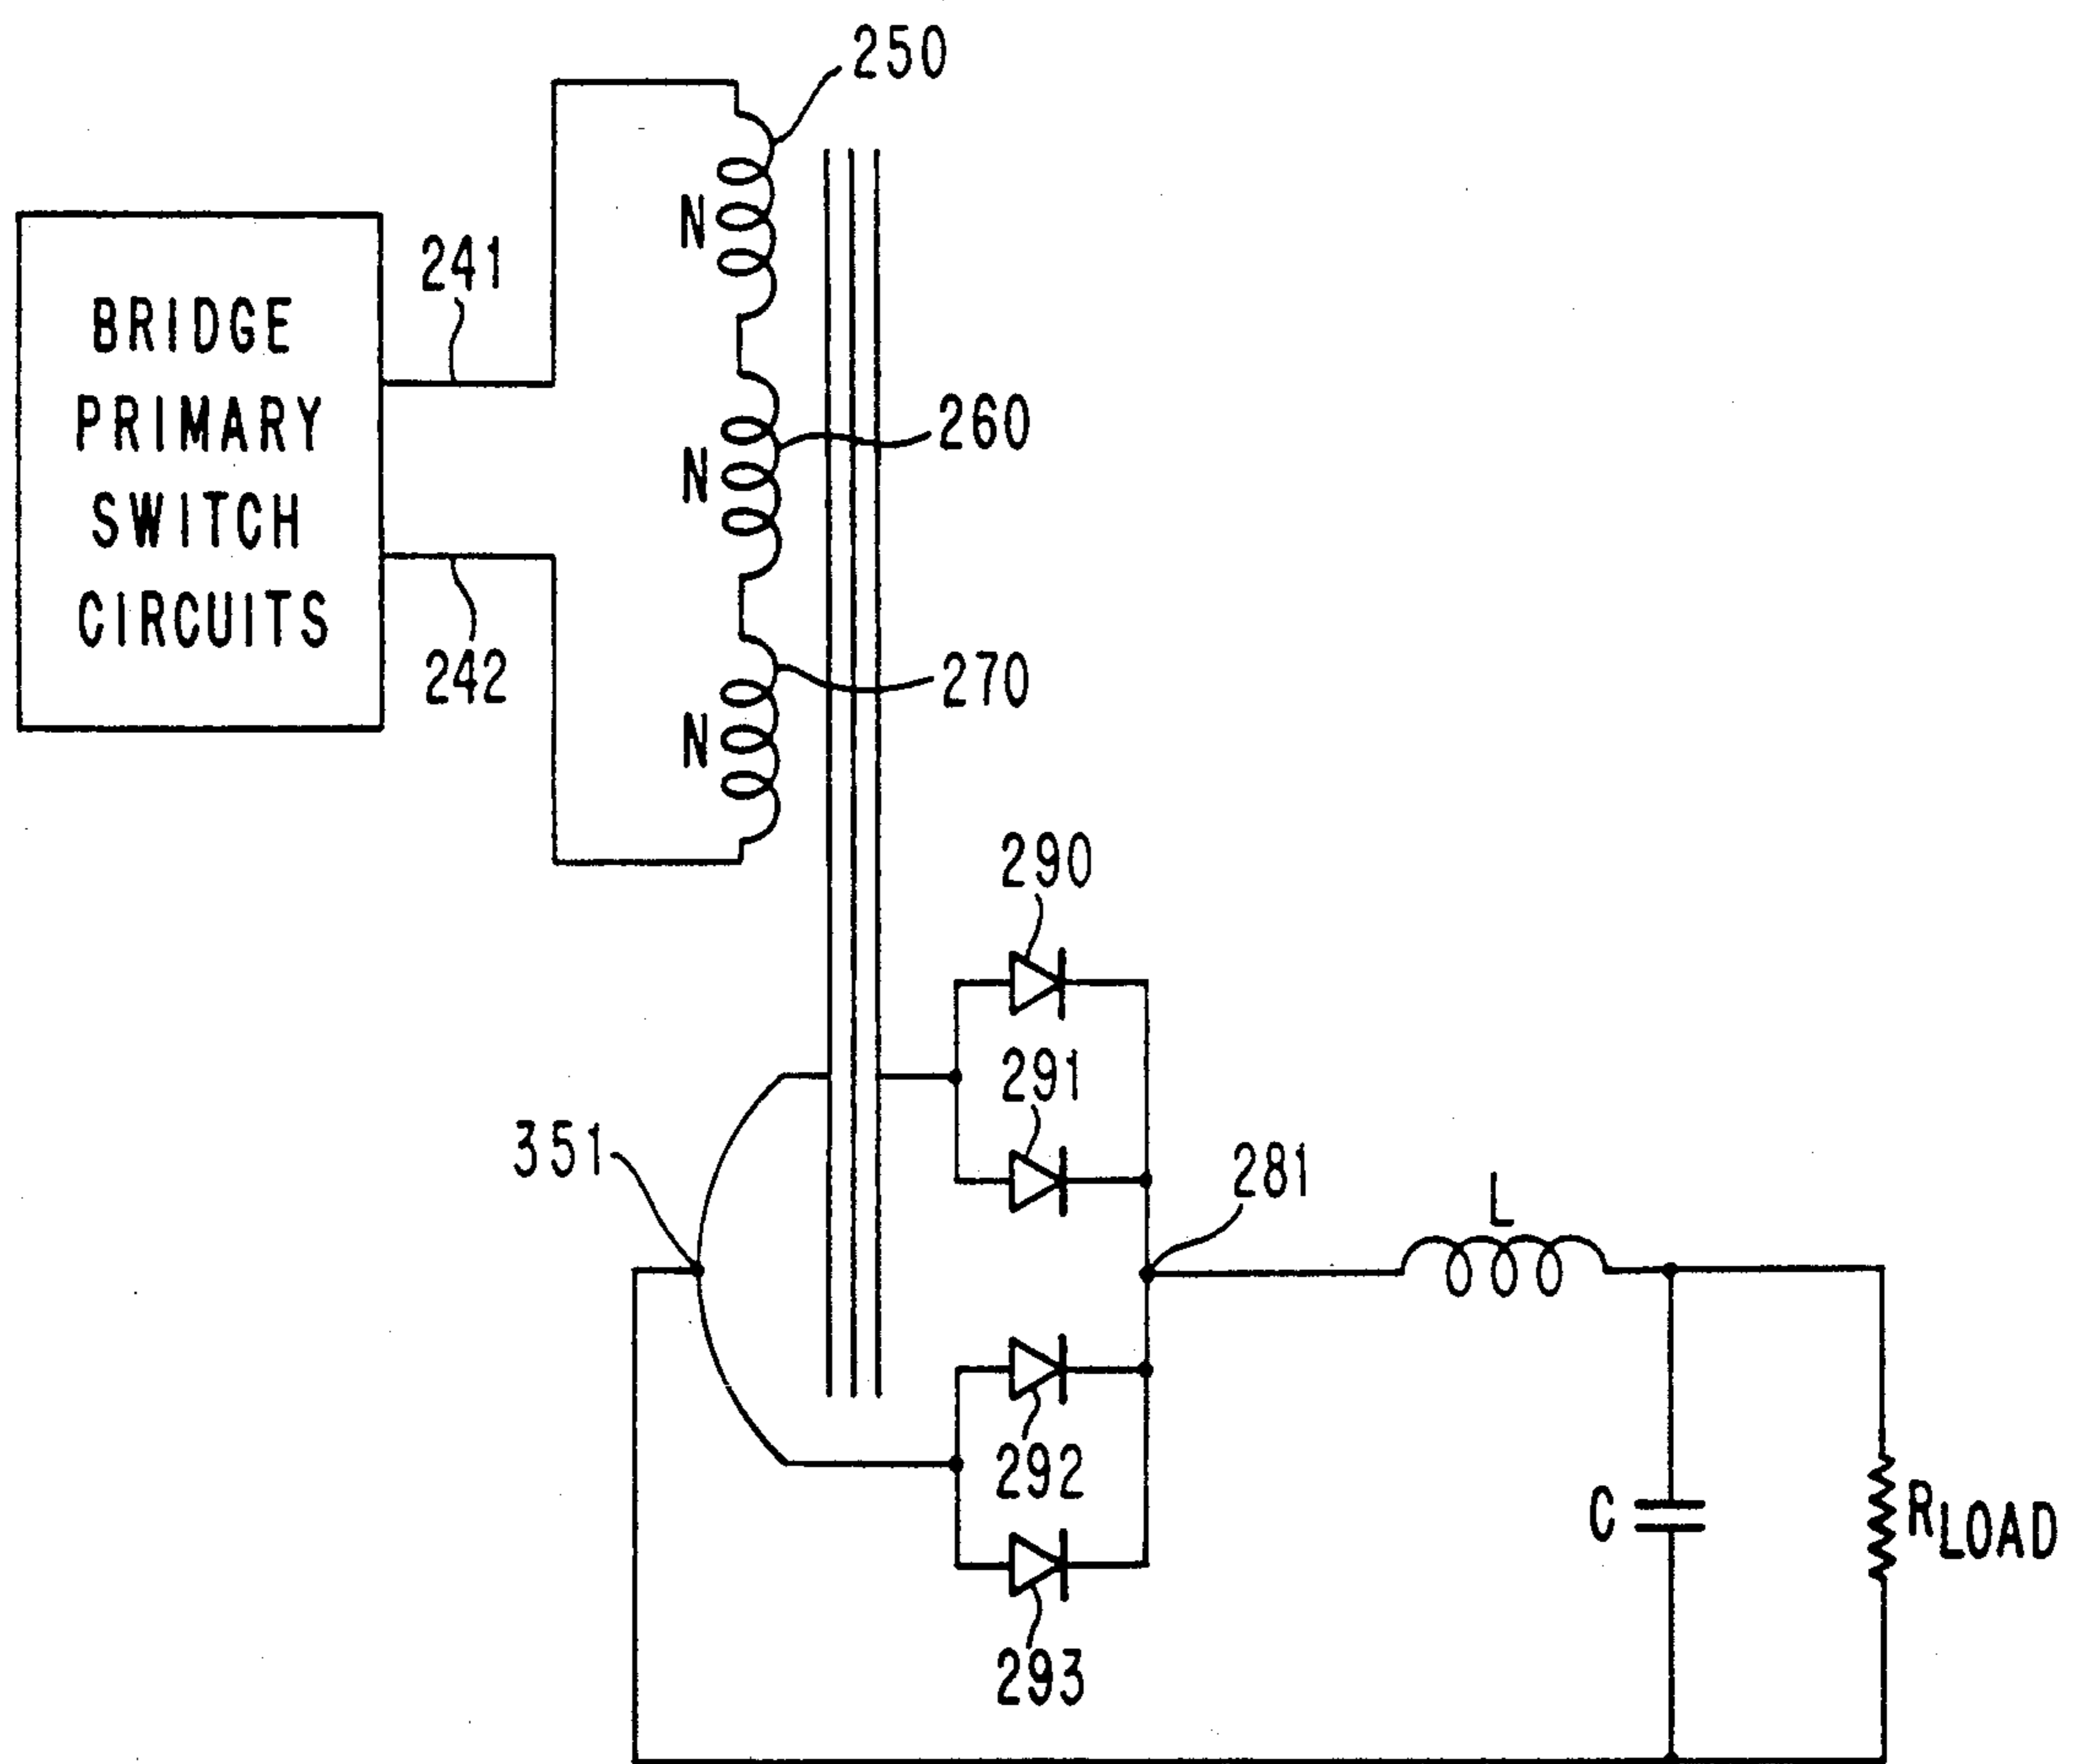 250
N
241
BRIDGE
PRIMARY
SWITCH
CIRCUITS
260
N
242
270
N
290
291
351
281
L
292
C
RLOAD
293